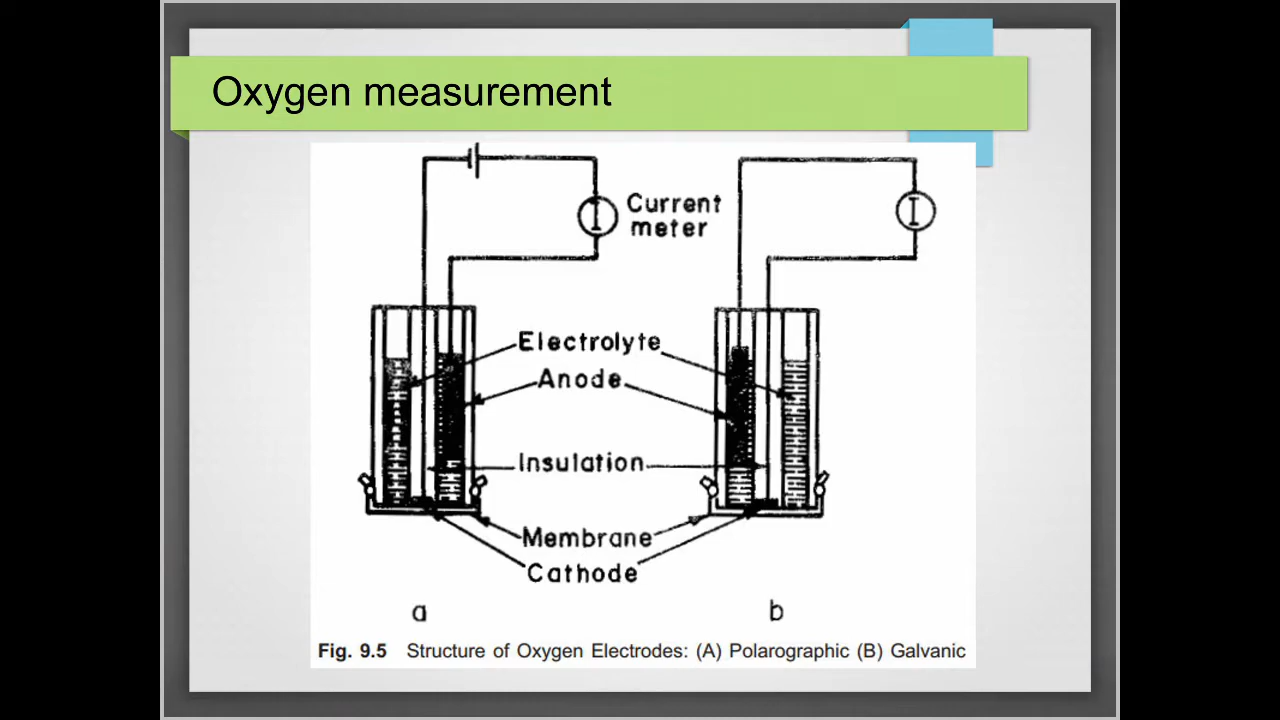 Oxygen measurement
Current
meter
Electrolyte
Anode
Insulation
Membrane
Cathode
a
b
Fig. 9.5 Structure of Oxygen Electrodes: (A) Polarographic (B) Galvanic